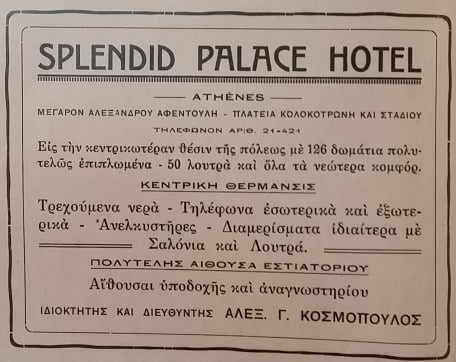 SPLENDID PALACE HOTEL
ATHÈNES
ΜΕΓΑΡΟΝ ΑΛΕΞΑΝΔΡΟΥ ΑΦΕΝΤΟΥΛΗ - ΠΛΑΤΕΙΑ ΚΟΛΟΚΟΤΡΩΝΗ ΚΑΙ ΣΤΑΔΙΟΥ
ΤΗΛΕΦΩΝΟΝ ΑΡΙΘ. 21-421
Εἰς τὴν κεντρικωτέραν θέσιν τῆς πόλεως μὲ 126 δωμάτια πολυ-
τελῶς ἐπιπλωμένα - 50 λουτρὰ καὶ ὅλα τὰ νεώτερα κομφόρ.
ΚΕΝΤΡΙΚΗ ΘΕΡΜΑΝΣΙΣ
Τρεχούμενα νερὰ - Τηλέφωνα ἐσωτερικὰ καὶ ἐξωτε-
ρικὰ - Ἀνελκυστῆρες - Διαμερίσματα ἰδιαίτερα μὲ
Σαλόνια καὶ Λουτρά.
ΠΟΛΥΤΕΛΗΣ ΑΙΘΟΥΣΑ ΕΣΤΙΑΤΟΡΙΟΥ
Αἴθουσαι ὑποδοχῆς καὶ ἀναγνωστηρίου
ΙΔΙΟΚΤΗΤΗΣ ΚΑΙ ΔΙΕΥΘΥΝΤΗΣ ΑΛΕΞ. Γ. ΚΟΣΜΟΠΟΥΛΟΣ